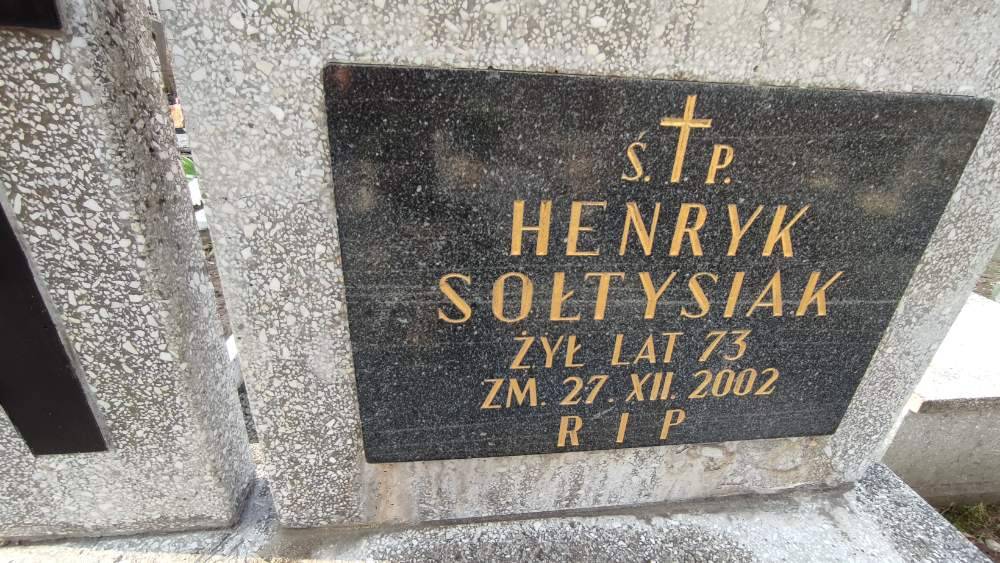 Ś. P.
HENRYK
SOŁTYSIAK
ŻYŁ LAT 73
ZM. 27. XII. 2002
R I P